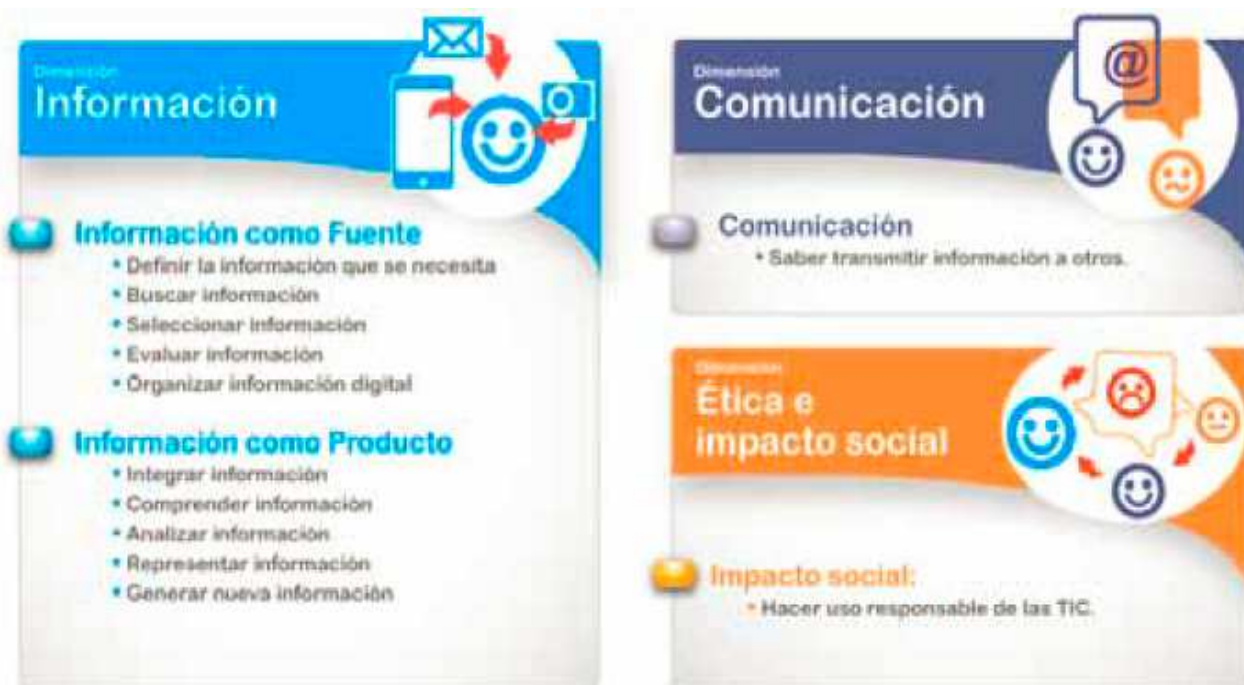 Dimensión
Información
Información como Fuente
• Definir la información que se necesita
• Buscar información
• Seleccionar información
• Evaluar información
• Organizar información digital
Información como Producto
• Integrar información
• Comprender información
• Analizar información
• Representar información
• Generar nueva información
Dimensión
Comunicación
@
Comunicación
• Saber transmitir información a otros.
Dimensión
Ética e
impacto social
Impacto social:
• Hacer uso responsable de las TIC.